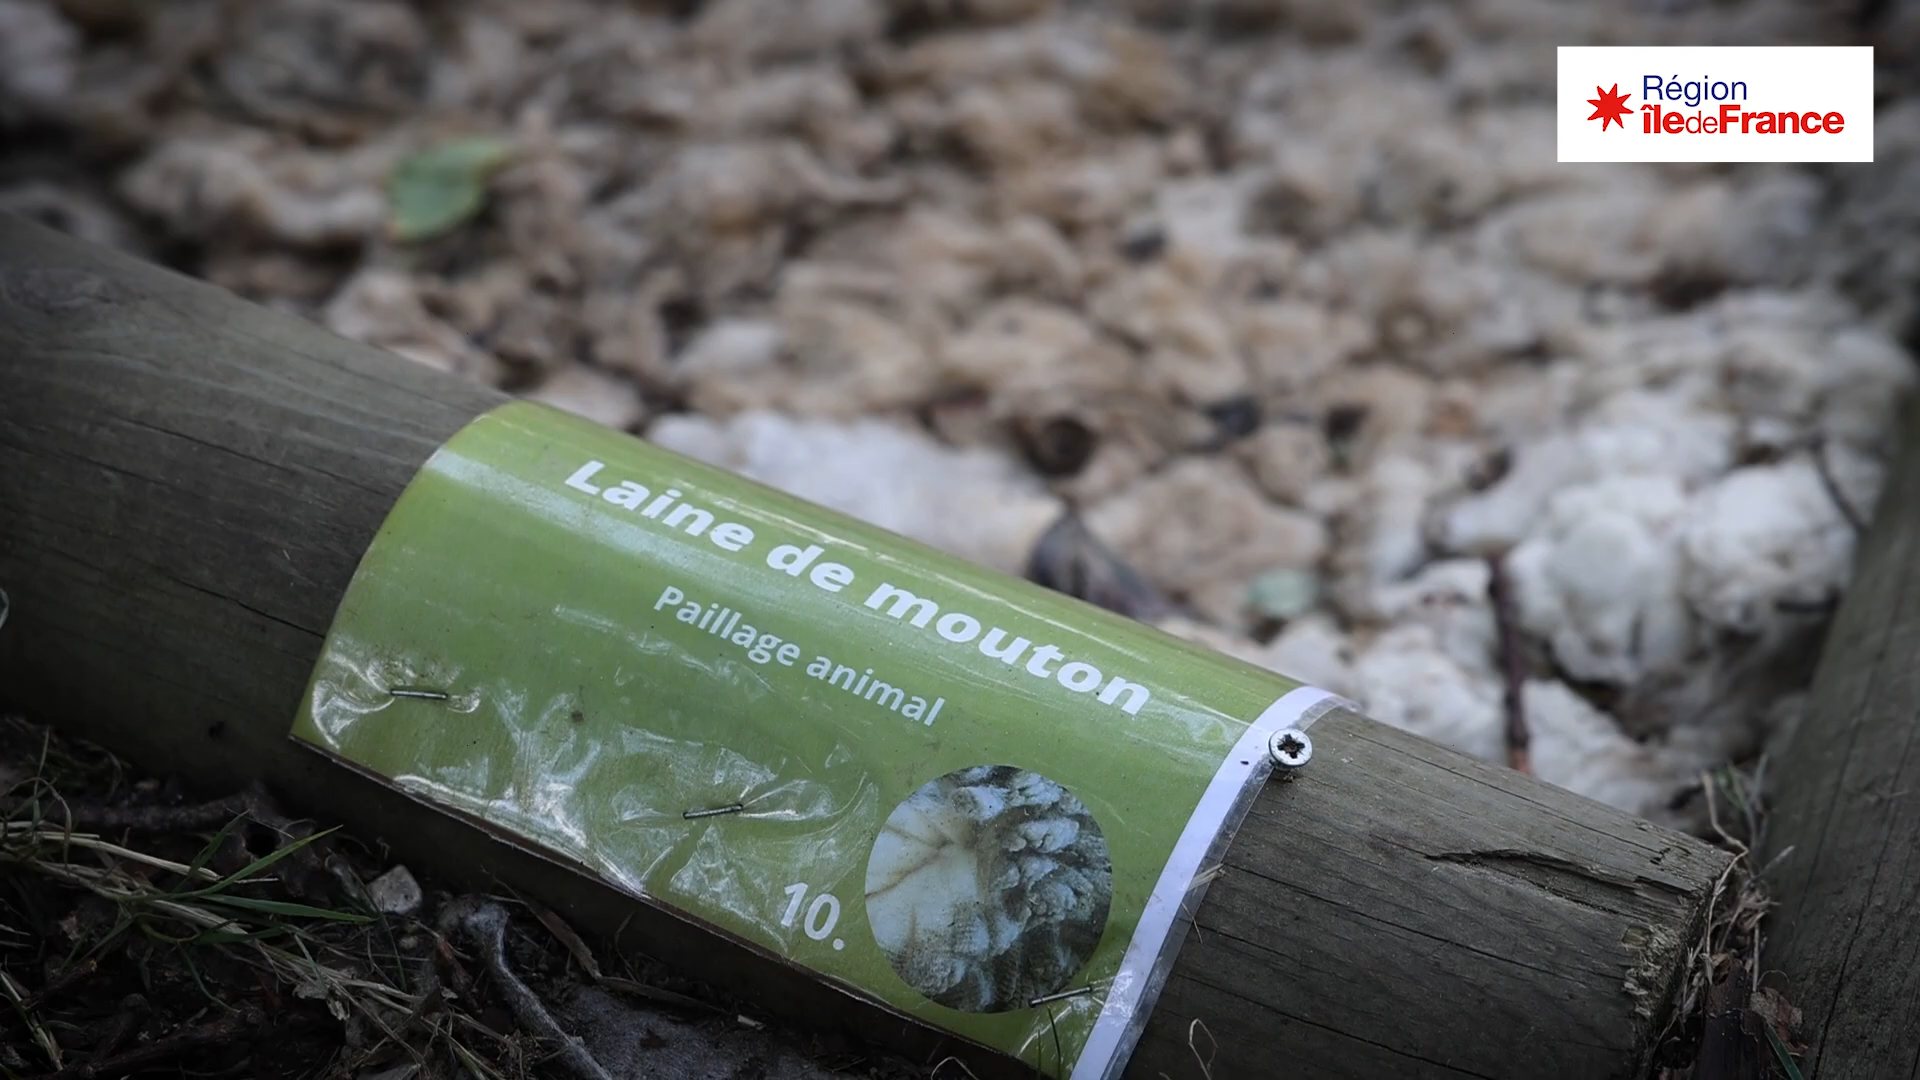 Région
îledeFrance
Laine de mouton
Paillage animal
10.